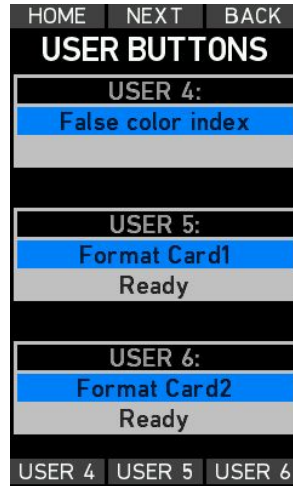 HOME NEXT BACK
USER BUTTONS
USER 4:
False color index
USER 5:
Format Card1
Ready
USER 6:
Format Card2
Ready
USER 4 USER 5 USER 6